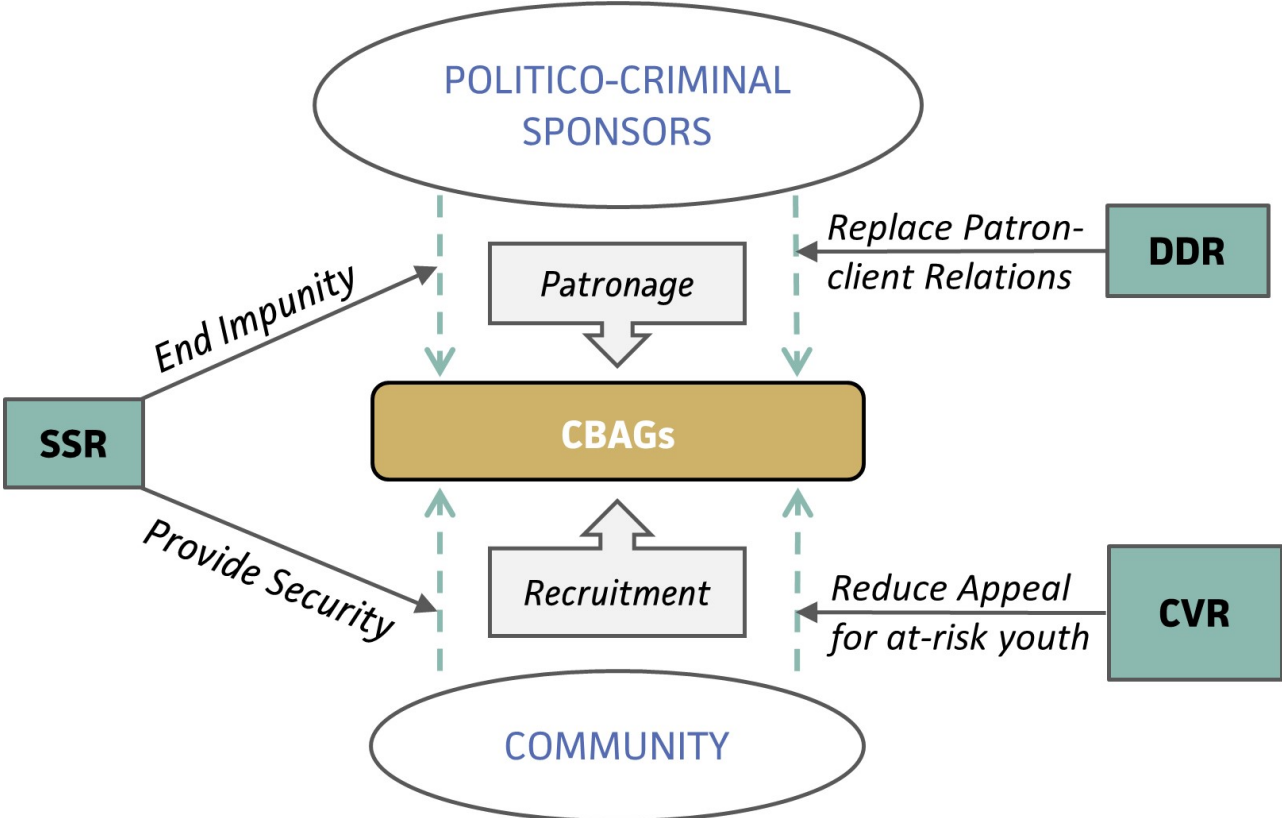 POLITICO-CRIMINAL
SPONSORS
Replace Patron-
client Relations
DDR
Patronage
End Impunity
CBAGs
SSR
Provide Security
Recruitment
Reduce Appeal
for at-risk youth
CVR
COMMUNITY